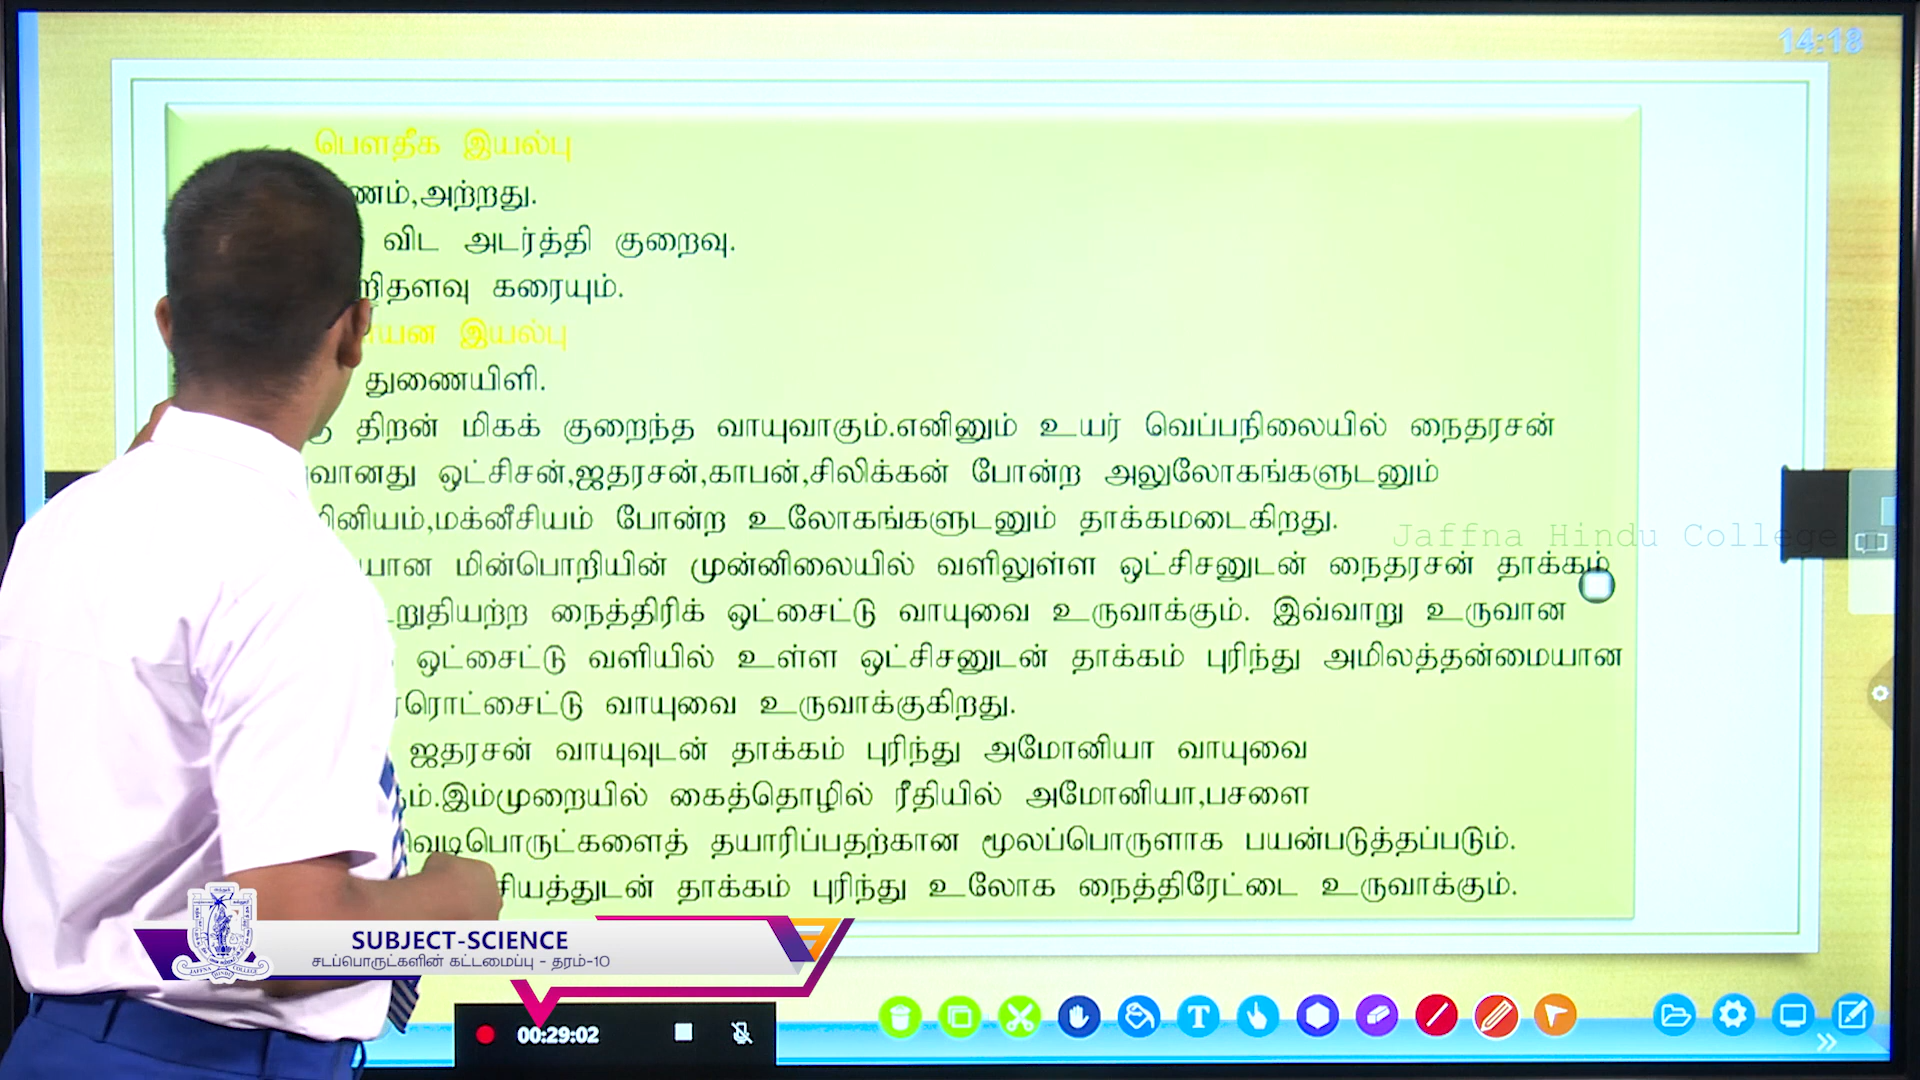 14:18
பௌதீக இயல்பு
ணம்,அற்றது.
விட அடர்த்தி குறைவு.
றிதளவு கரையும்.
யன இயல்பு
துணையிளி.
திறன் மிகக் குறைந்த வாயுவாகும்.எனினும் உயர் வெப்பநிலையில் நைதரசன்
வானது ஒட்சிசன்,ஐதரசன்,காபன்,சிலிக்கன் போன்ற அலுலோகங்களுடனும்
னியம்,மக்னீசியம் போன்ற உலோகங்களுடனும் தாக்கமடைகிறது.
Jaffna Hindu College
யான மின்பொறியின் முன்னிலையில் வளிலுள்ள ஒட்சிசனுடன் நைதரசன் தாக்கம்
றுதியற்ற நைத்திரிக் ஒட்சைட்டு வாயுவை உருவாக்கும். இவ்வாறு உருவான
ஒட்சைட்டு வளியில் உள்ள ஒட்சிசனுடன் தாக்கம் புரிந்து அமிலத்தன்மையான
ரொட்சைட்டு வாயுவை உருவாக்குகிறது.
ஐதரசன் வாயுவுடன் தாக்கம் புரிந்து அமோனியா வாயுவை
ம்.இம்முறையில் கைத்தொழில் ரீதியில் அமோனியா,பசளை
வெடிபொருட்களைத் தயாரிப்பதற்கான மூலப்பொருளாக பயன்படுத்தப்படும்.
சியத்துடன் தாக்கம் புரிந்து உலோக நைத்திரேட்டை உருவாக்கும்.
SUBJECT-SCIENCE
சடப்பொருட்களின் கட்டமைப்பு - தரம்-10
JAFFNA HINDU COLLEGE
00:29:02